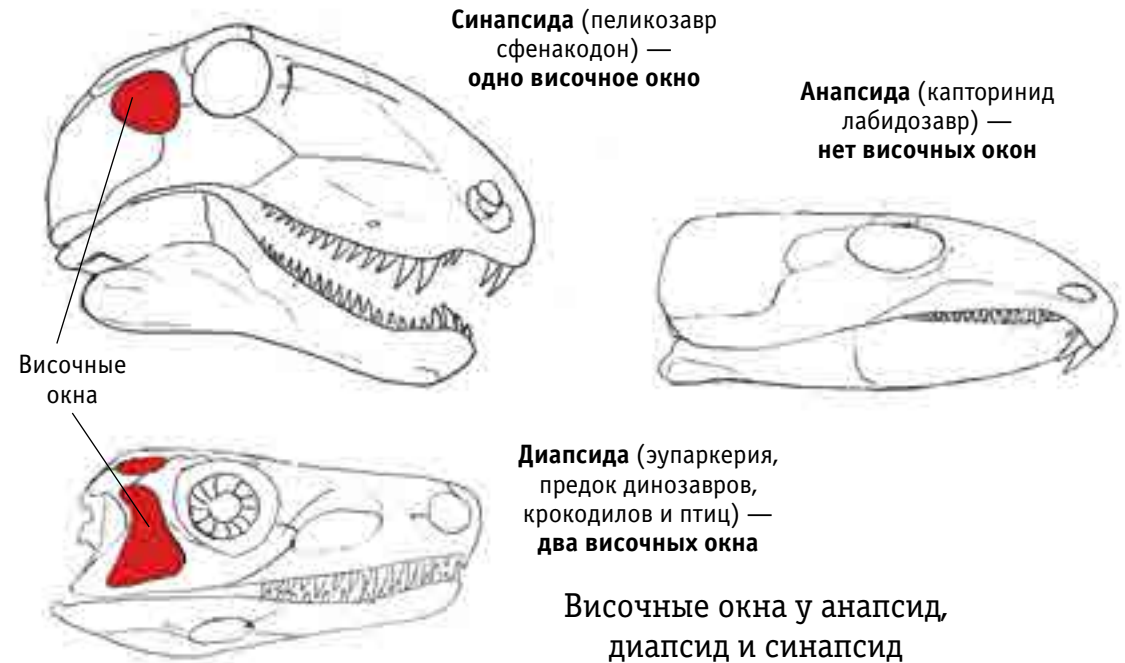 Синапсида (пеликозавр
сфенакодон) —
одно височное окно
Анапсида (капторинид
лабидозавр) —
нет височных окон
Височные
окна
Диапсида (эупаркерия,
предок динозавров,
крокодилов и птиц) —
два височных окна
Височные окна у анапсид,
диапсид и синапсид